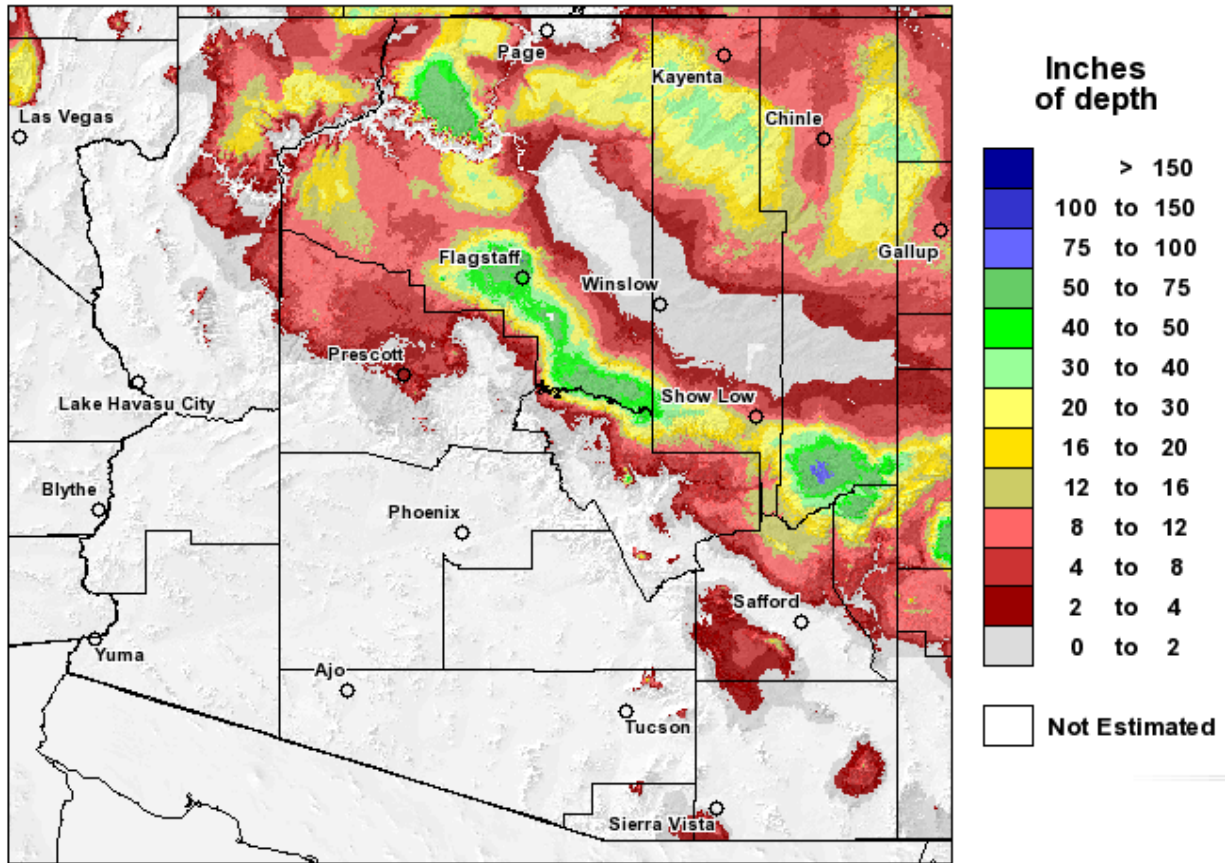 Page
Kayenta
Las Vegas
Chinle
Gallup
Flagstaff
Winslow
Prescott
Lake Havasu City
Show Low
Blythe
Phoenix
Safford
Yuma
Ajo
Tucson
Sierra Vista
Inches
of depth
> 150
100 to 150
75 to 100
50 to 75
40 to 50
30 to 40
20 to 30
16 to 20
12 to 16
8 to 12
4 to 8
2 to 4
0 to 2
Not Estimated